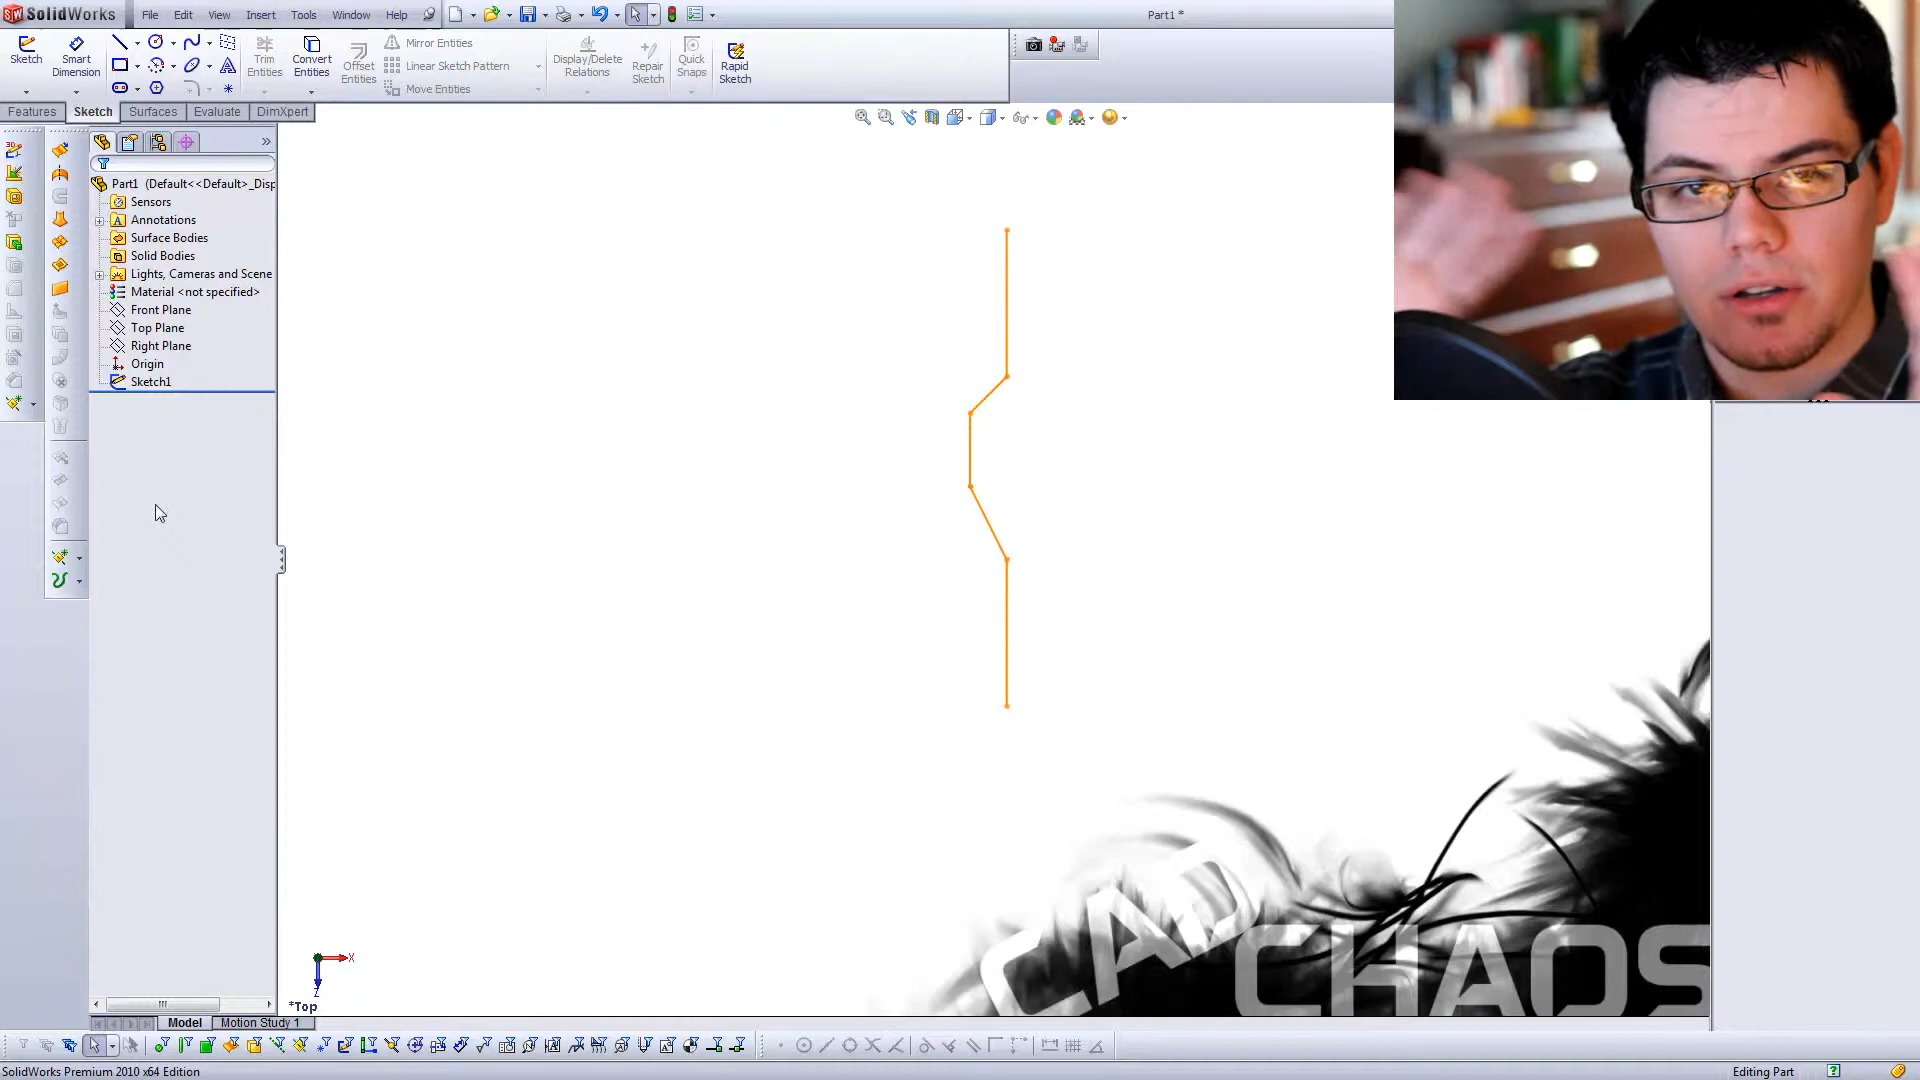 SolidWorks File Edit View Insert Tools Window Help Part1 *
Sketch Smart Dimension Trim Entities Convert Entities Offset Entities Mirror Entities Linear Sketch Pattern Move Entities Display/Delete Relations Repair Sketch Quick Snaps Rapid Sketch
Features Sketch Surfaces Evaluate DimXpert
Part1 (Default<<Default>_Disp
Sensors
Annotations
Surface Bodies
Solid Bodies
Lights, Cameras and Scene
Material <not specified>
Front Plane
Top Plane
Right Plane
Origin
Sketch1
CAD
CHAOS
X
Z
*Top
Model Motion Study 1
SolidWorks Premium 2010 x64 Edition Editing Part